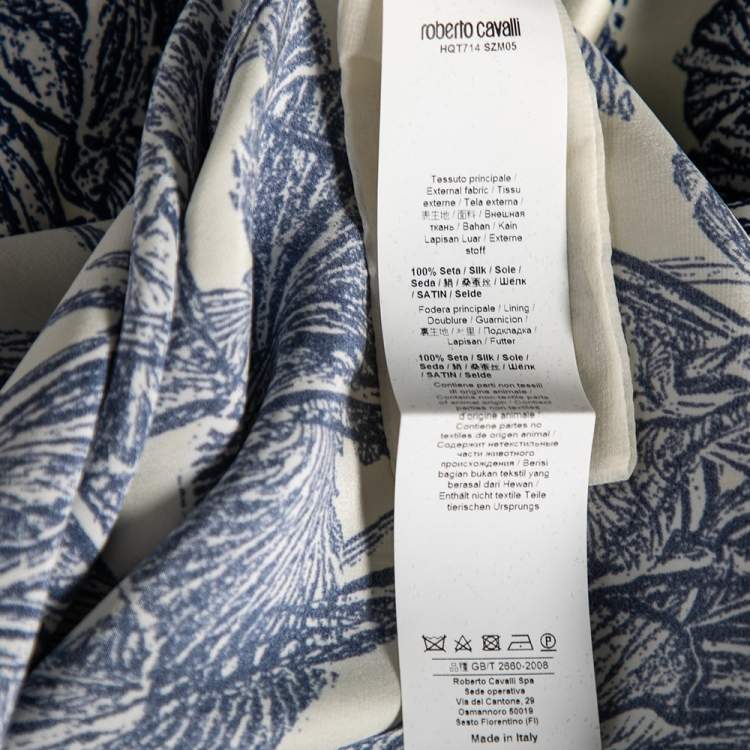 roberto cavalli
HQT714 SZM05
Tessuto principale /
External fabric / Tissu
externe / Tela externa /
表生地 / 面料 / Внешная
ткань / Bahan / Kain
Lapisan Luar / Externe
stoff
100% Seta / Silk / Soie /
Seda / 絹 / 桑蚕丝 / Шёлк
/ SATIN / Seide
Fodera principale / Lining /
Doublure / Guarnicion /
裏生地 / 里 / Подкладка /
Lapisan / Futter
100% Seta / Silk / Soie /
Seda / 絹 / 桑蚕丝 / Шёлк
/ SATIN / Seide
Contiene parti non tessili
di origine animale /
Contains non-textile parts
of animal origin / Contient
parties non-textiles
d'origine animale /
Contiene partes no
textiles de origen animal /
Содержит нетекстильные
части животного
происхождения / Berisi
bagian bukan tekstil yang
berasal dari Hewan /
Enthält nicht textile Teile
tierischen Ursprungs
品種 GB/T 2660-2008
Roberto Cavalli Spa
Sede operativa
Via del Cantone, 29
Osmannoro 50019
Sesto Fiorentino (FI)
Made in Italy